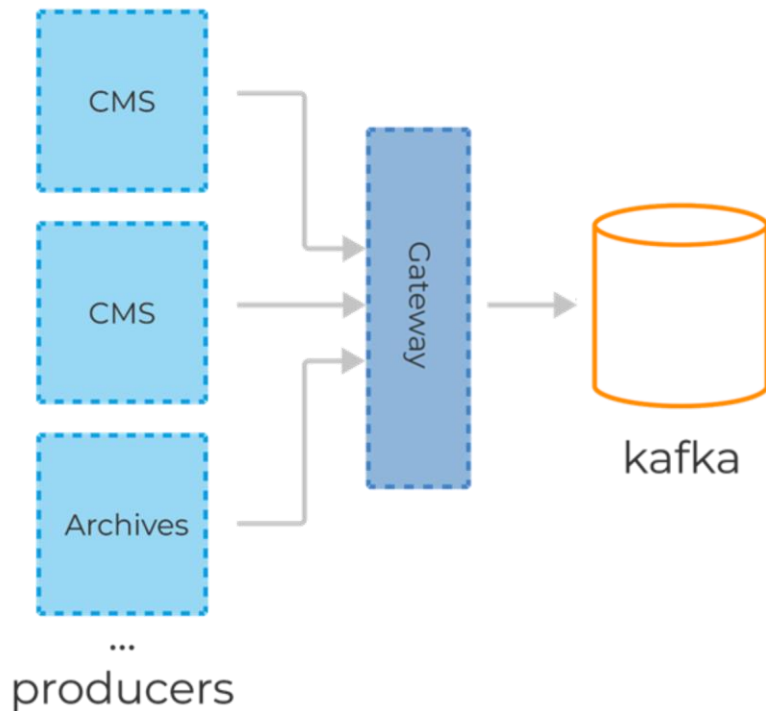 CMS
CMS
Archives
...
producers
Gateway
kafka